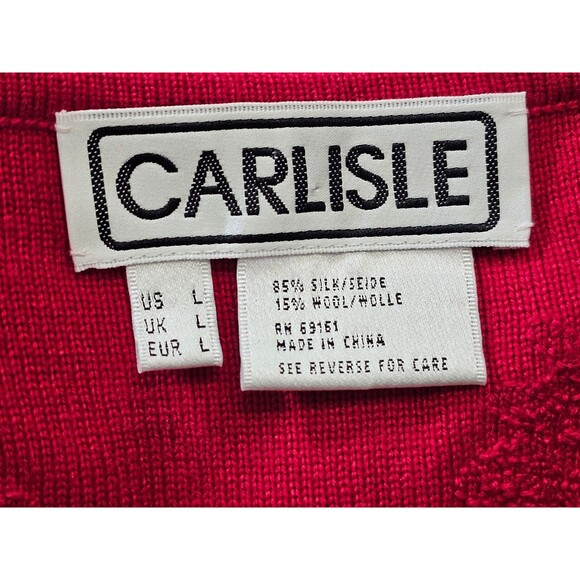 CARLISLE
US L
UK L
EUR L
85% SILK/SEIDE
15% WOOL/WOLLE
RN 69161
MADE IN CHINA
SEE REVERSE FOR CARE